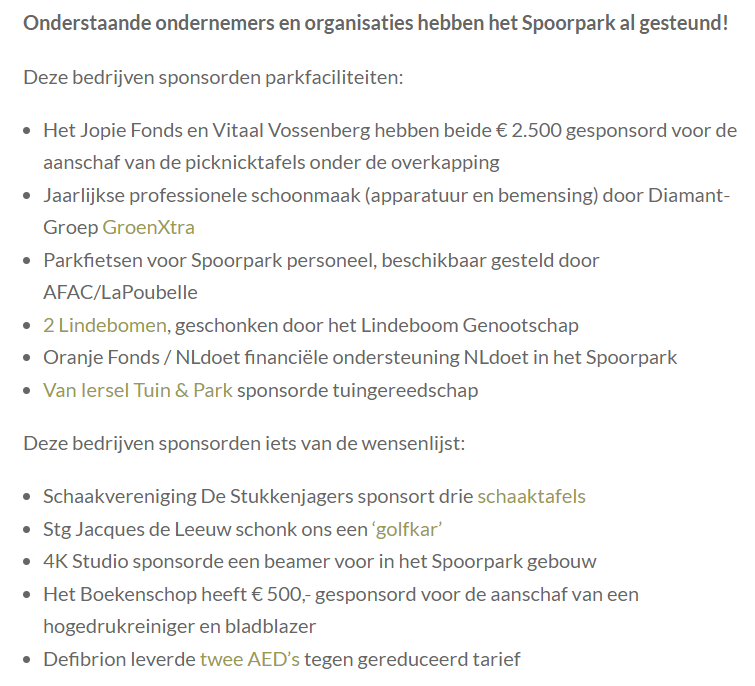 Onderstaande ondernemers en organisaties hebben het Spoorpark al gesteund!
Deze bedrijven sponsorden parkfaciliteiten:
• Het Jopie Fonds en Vitaal Vossenberg hebben beide € 2.500 gesponsord voor de
aanschaf van de picknicktafels onder de overkapping
• Jaarlijkse professionele schoonmaak (apparatuur en bemensing) door Diamant-
Groep GroenXtra
• Parkfietsen voor Spoorpark personeel, beschikbaar gesteld door
AFAC/LaPoubelle
• 2 Lindebomen, geschonken door het Lindeboom Genootschap
• Oranje Fonds / NLdoet financiële ondersteuning NLdoet in het Spoorpark
• Van Iersel Tuin & Park sponsorde tuingereedschap
Deze bedrijven sponsorden iets van de wensenlijst:
• Schaakvereniging De Stukkenjagers sponsort drie schaaktafels
• Stg Jacques de Leeuw schonk ons een ‘golfkar’
• 4K Studio sponsorde een beamer voor in het Spoorpark gebouw
• Het Boekenschop heeft € 500,- gesponsord voor de aanschaf van een
hogedrukreiniger en bladblazer
• Defibrion leverde twee AED’s tegen gereduceerd tarief